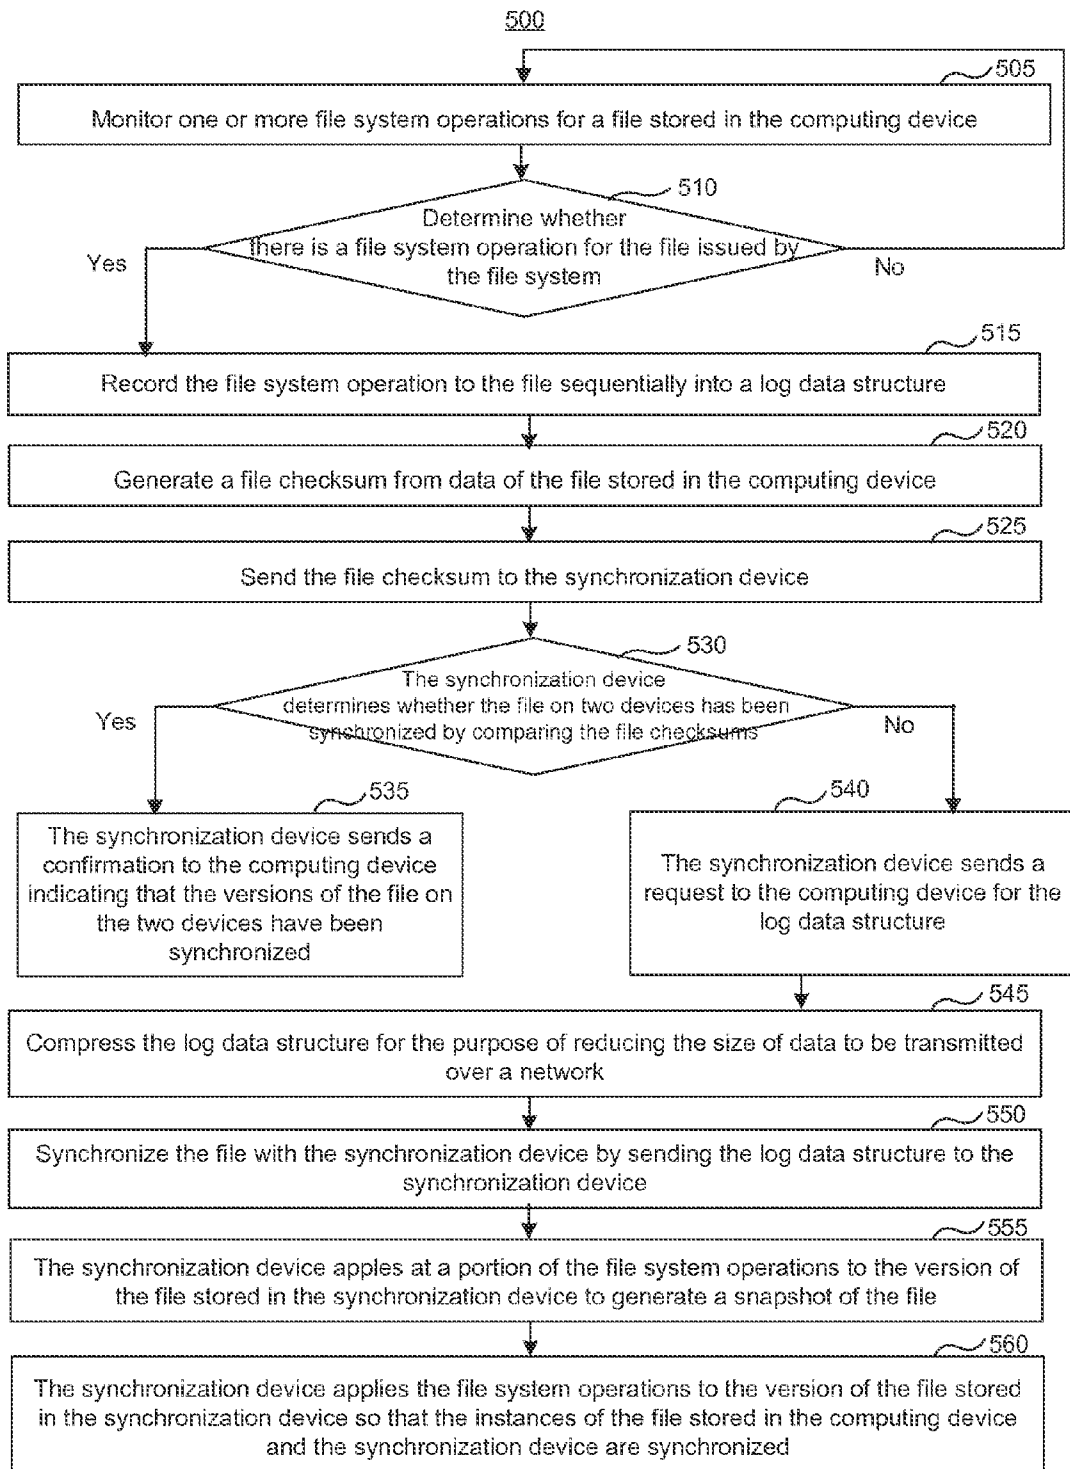 500
505
Monitor one or more file system operations for a file stored in the computing device
510
Determine whether
there is a file system operation for the file issued by
the file system
Yes
No
515
Record the file system operation to the file sequentially into a log data structure
520
Generate a file checksum from data of the file stored in the computing device
525
Send the file checksum to the synchronization device
530
The synchronization device
determines whether the file on two devices has been
synchronized by comparing the file checksums
Yes
No
535
The synchronization device sends a
confirmation to the computing device
indicating that the versions of the file on
the two devices have been
synchronized
540
The synchronization device sends a
request to the computing device for the
log data structure
545
Compress the log data structure for the purpose of reducing the size of data to be transmitted
over a network
550
Synchronize the file with the synchronization device by sending the log data structure to the
synchronization device
555
The synchronization device apples at a portion of the file system operations to the version of
the file stored in the synchronization device to generate a snapshot of the file
560
The synchronization device applies the file system operations to the version of the file stored
in the synchronization device so that the instances of the file stored in the computing device
and the synchronization device are synchronized